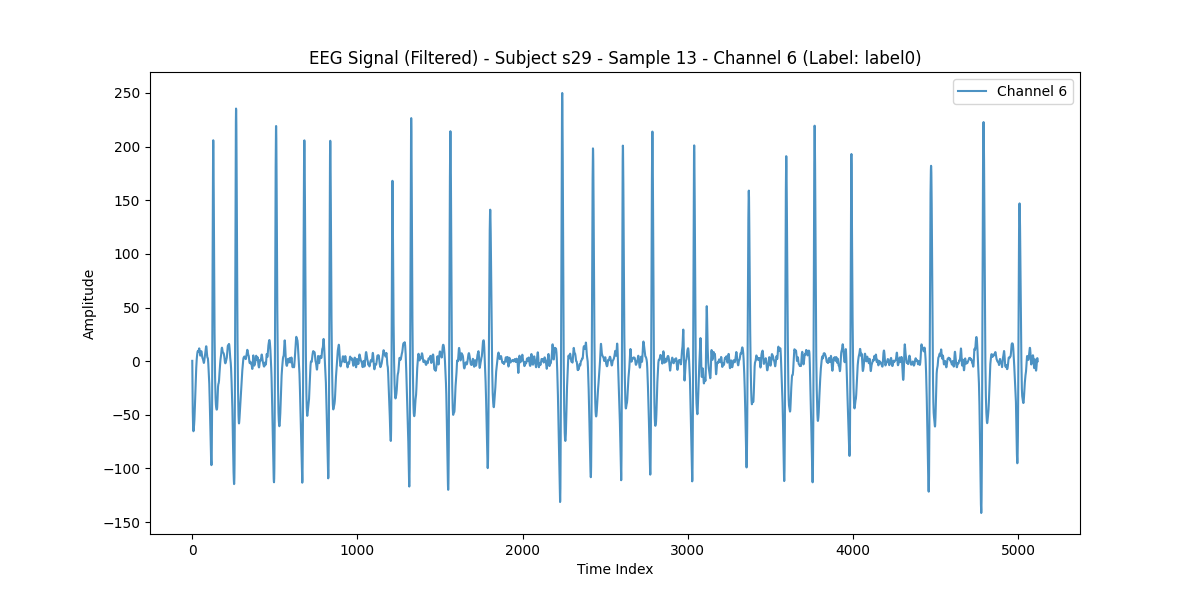 EEG Signal (Filtered) - Subject s29 - Sample 13 - Channel 6 (Label: label0)
Channel 6
250
200
150
100
50
0
−50
−100
−150
Amplitude
0 1000 2000 3000 4000 5000
Time Index